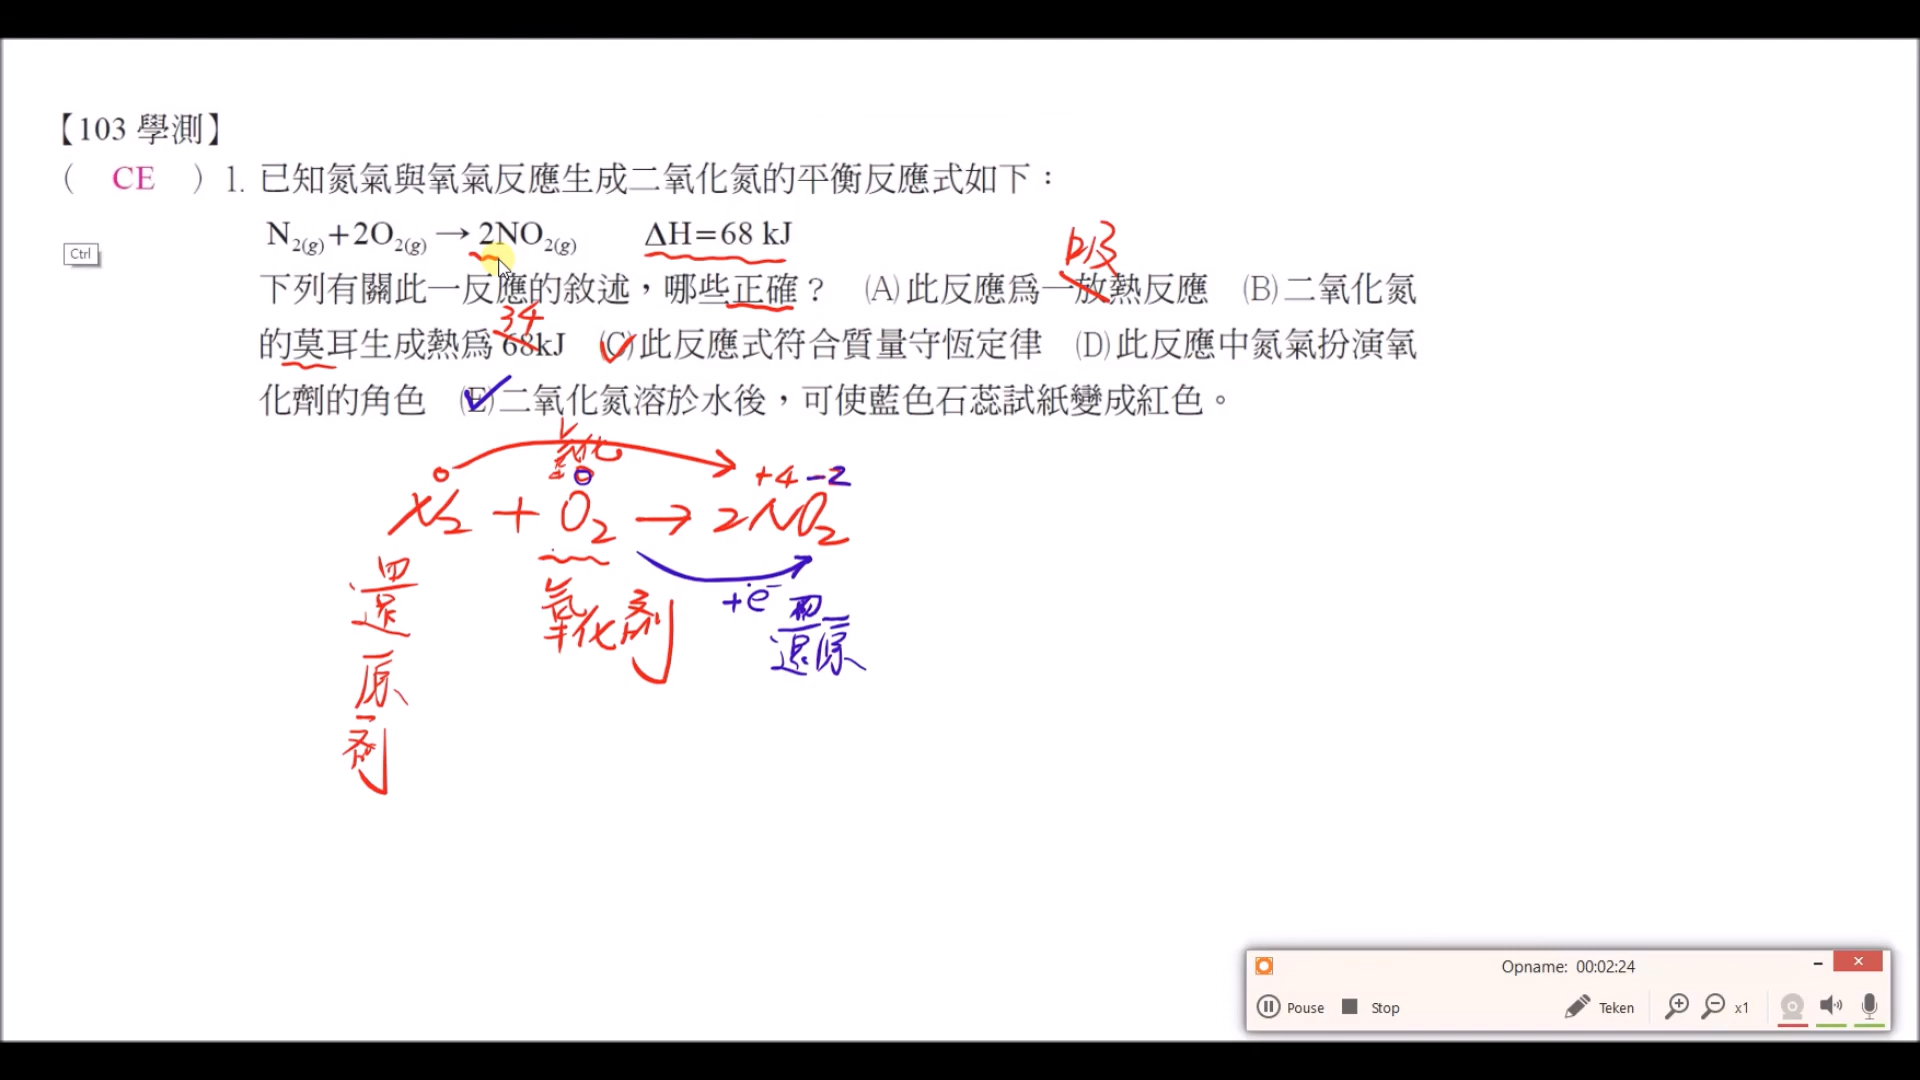 【103 學測】
( CE ) 1. 已知氮氣與氧氣反應生成二氧化氮的平衡反應式如下：
N2(g)+2O2(g) → 2NO2(g) ΔH=68 kJ
吸
Ctrl
下列有關此一反應的敘述，哪些正確？ (A)此反應為一放熱反應 (B)二氧化氮
34
的莫耳生成熱為 68kJ (C)此反應式符合質量守恆定律 (D)此反應中氮氣扮演氧
化劑的角色 (E)二氧化氮溶於水後，可使藍色石蕊試紙變成紅色。
氧化
0 0 +4 -2
N2 + O2 → 2NO2
+e-
還原劑
氧化劑
還原
Opname: 00:02:24
Pause Stop Teken x1